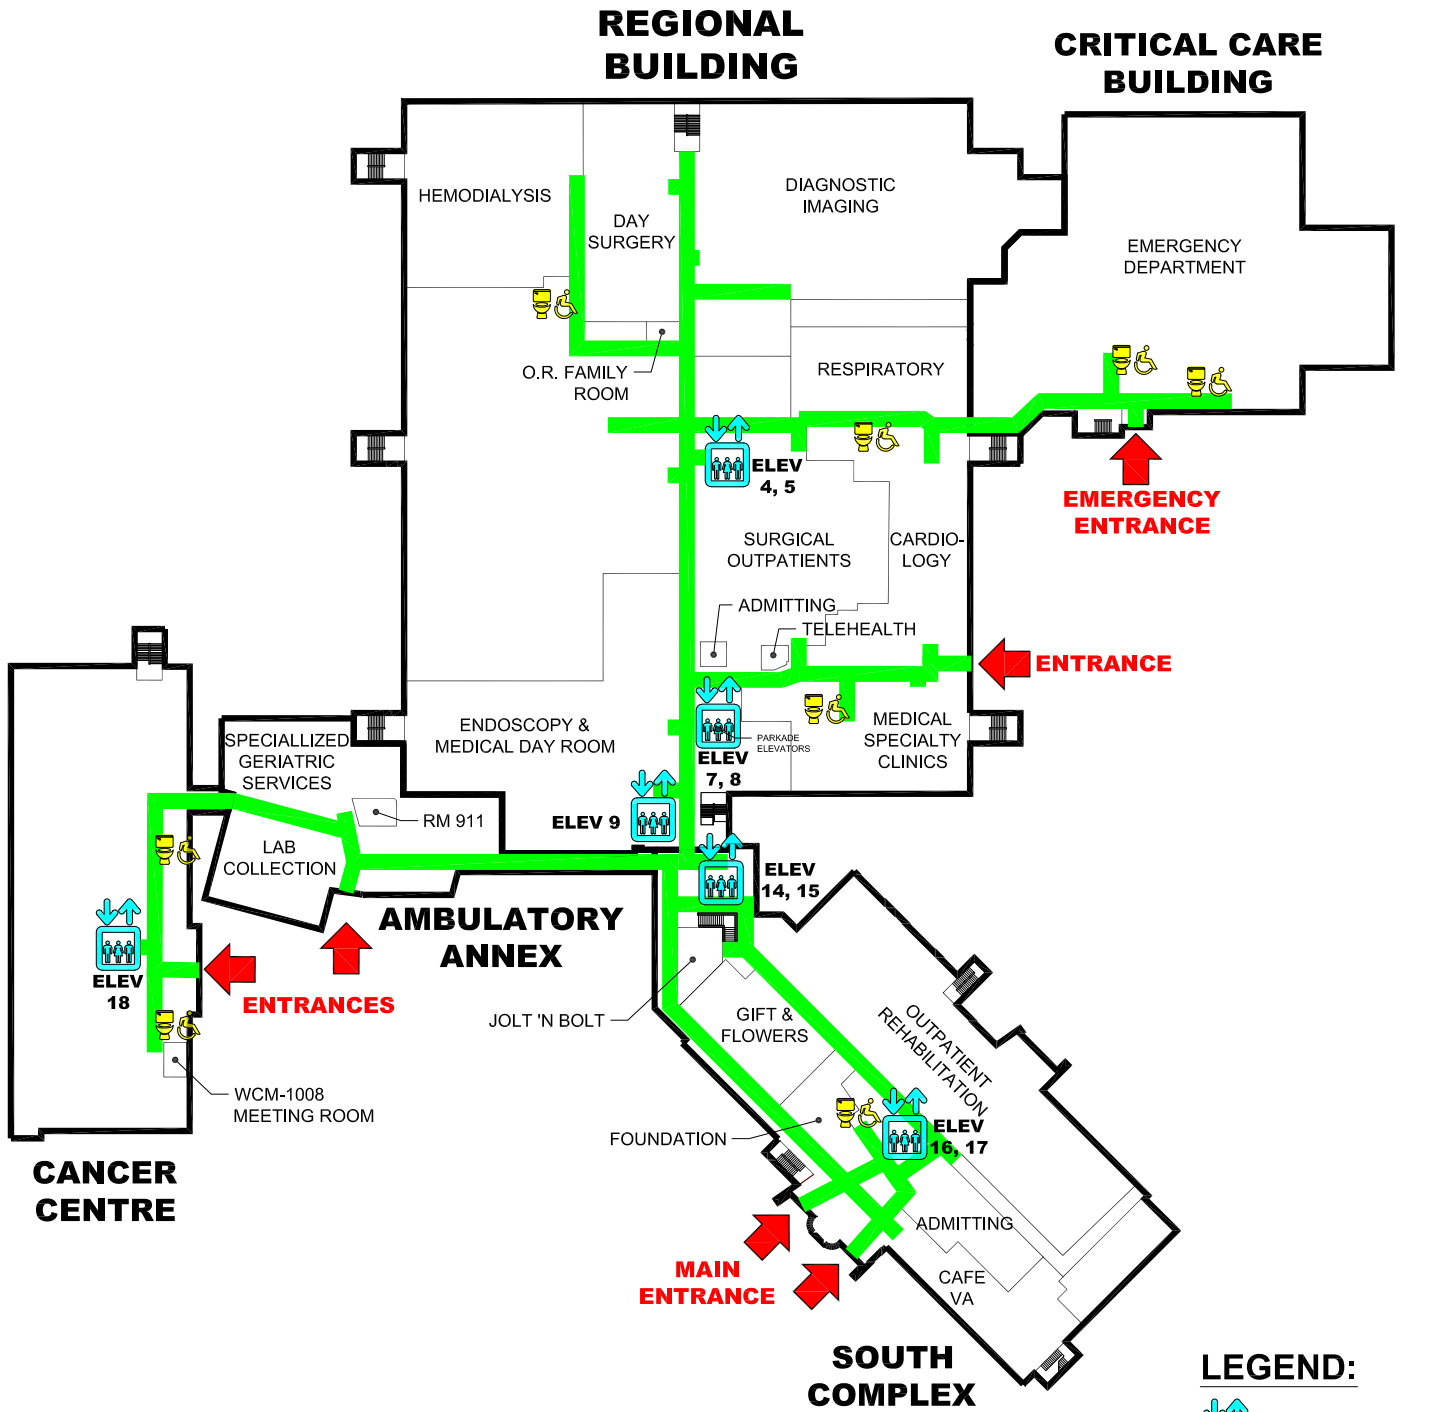 REGIONAL
BUILDING
CRITICAL CARE
BUILDING
HEMODIALYSIS
DAY
SURGERY
DIAGNOSTIC
IMAGING
EMERGENCY
DEPARTMENT
O.R. FAMILY
ROOM
RESPIRATORY
ELEV
4, 5
EMERGENCY
ENTRANCE
SURGICAL
OUTPATIENTS
CARDIO-
LOGY
ADMITTING
TELEHEALTH
ENTRANCE
ENDOSCOPY &
MEDICAL DAY ROOM
PARKADE
ELEVATORS
MEDICAL
SPECIALTY
CLINICS
ELEV
7, 8
SPECIALLIZED
GERIATRIC
SERVICES
RM 911
ELEV 9
LAB
COLLECTION
ELEV
14, 15
AMBULATORY
ANNEX
ELEV
18
ENTRANCES
JOLT 'N BOLT
GIFT &
FLOWERS
OUTPATIENT
REHABILITATION
WCM-1008
MEETING ROOM
FOUNDATION
ELEV
16, 17
CANCER
CENTRE
ADMITTING
MAIN
ENTRANCE
CAFE
VA
SOUTH
COMPLEX
LEGEND: